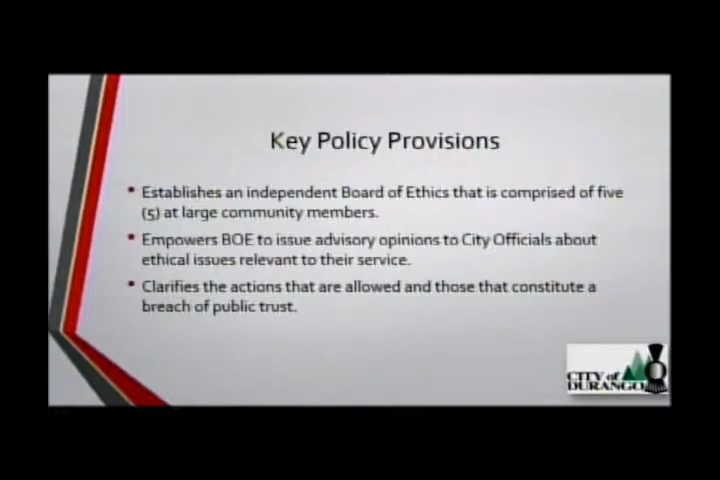 Key Policy Provisions
Establishes an independent Board of Ethics that is comprised of five
(5) at large community members.
Empowers BOE to issue advisory opinions to City Officials about
ethical issues relevant to their service.
Clarifies the actions that are allowed and those that constitute a
breach of public trust.
CITY of
DURANGO